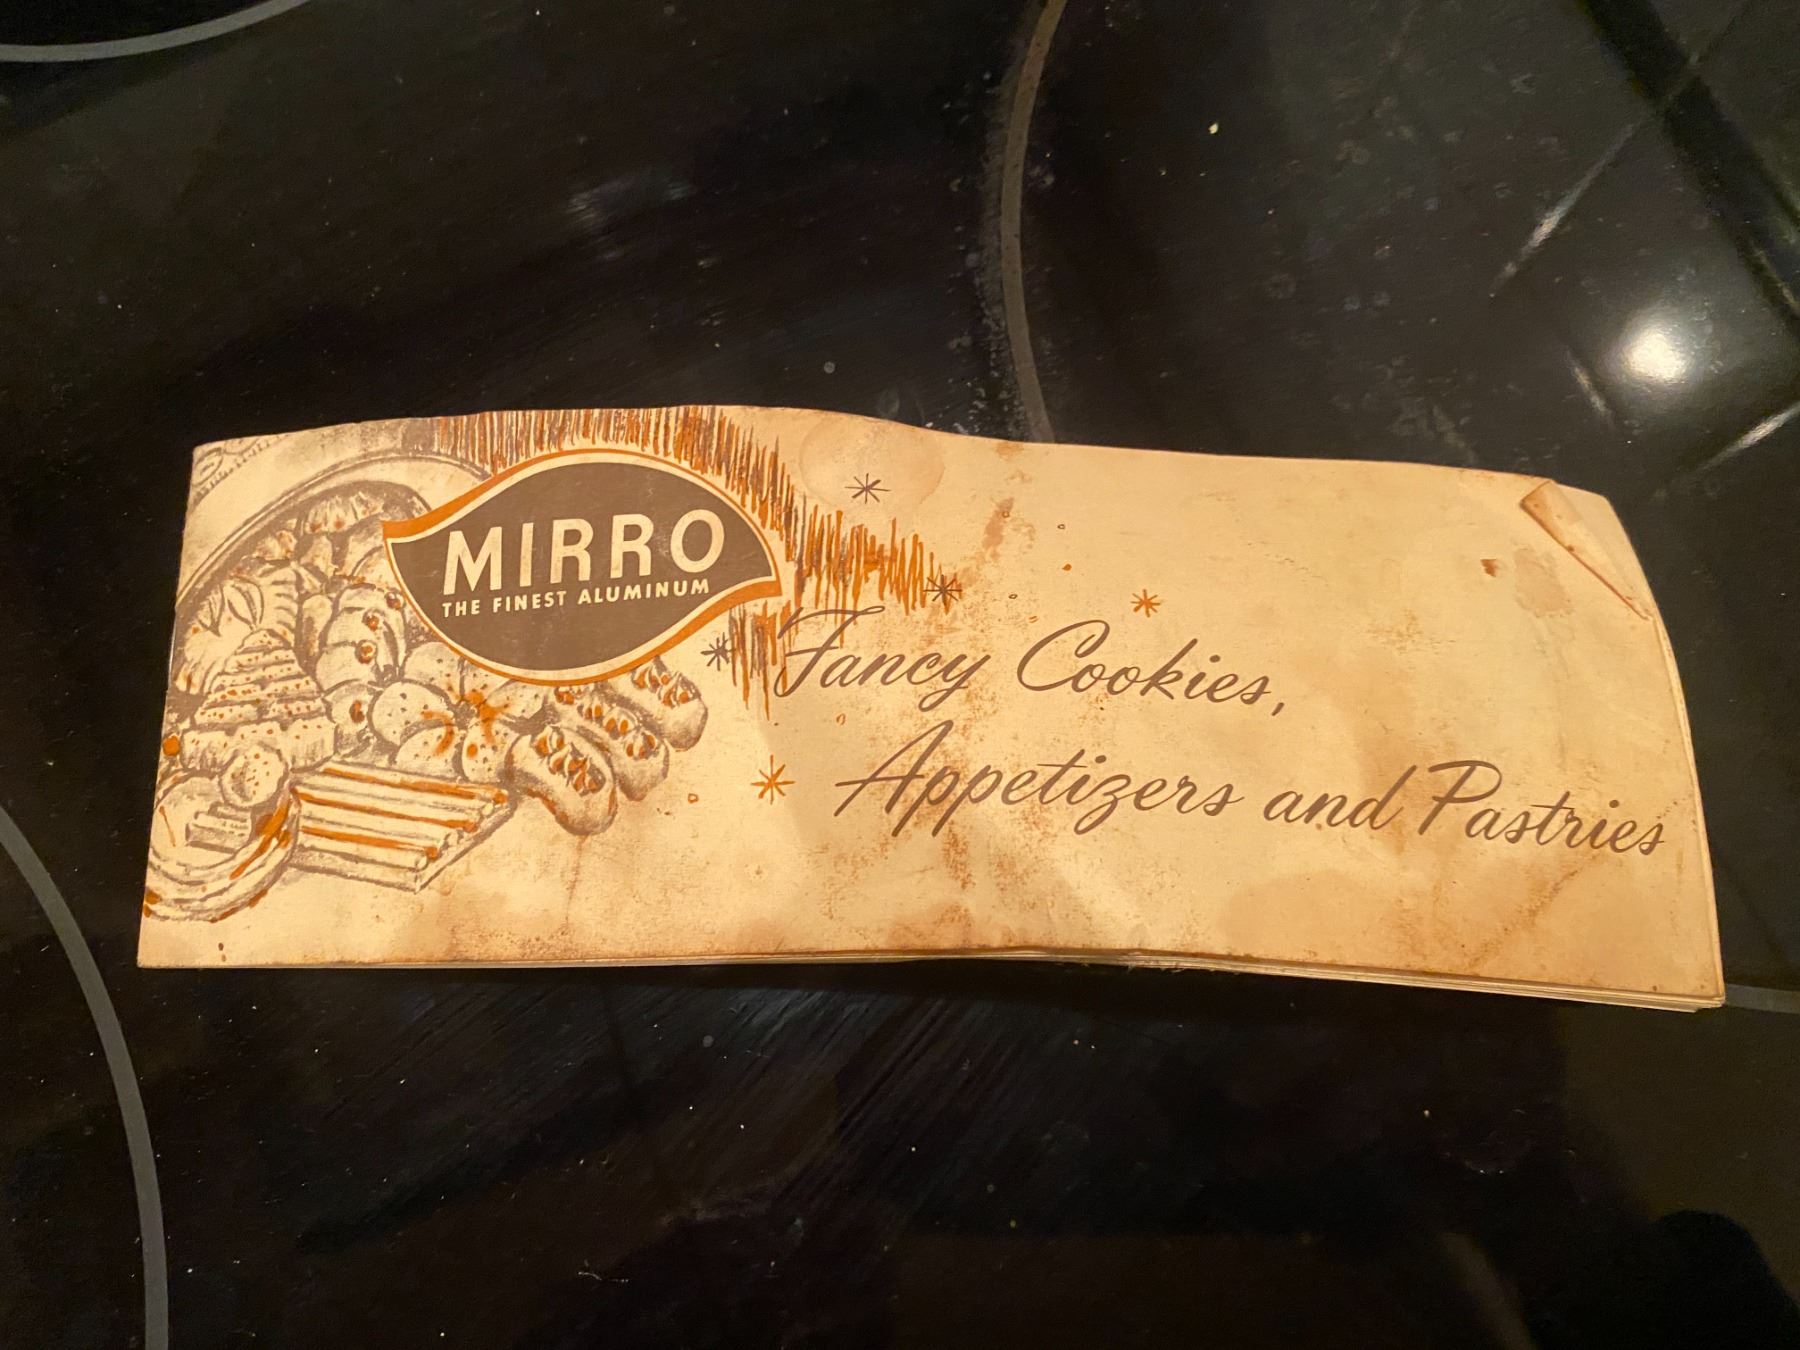 MIRRO
THE FINEST ALUMINUM
Fancy Cookies,
Appetizers and Pastries